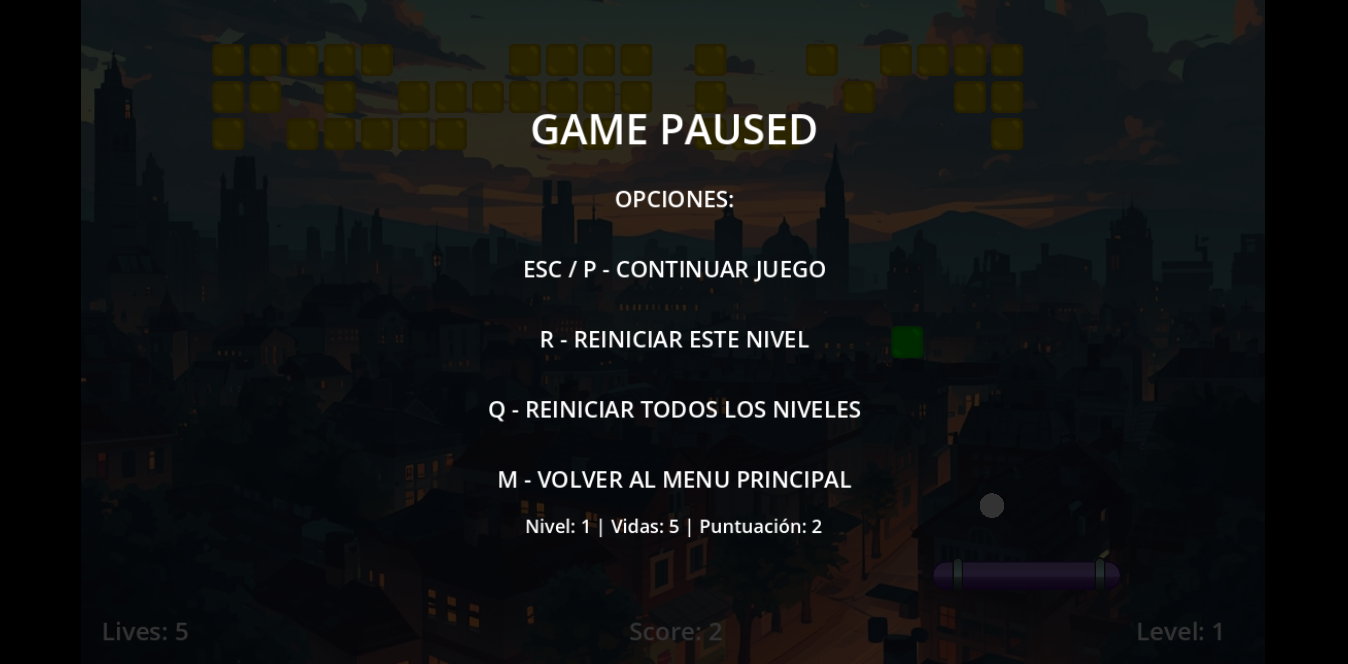 GAME PAUSED
OPCIONES:
ESC / P - CONTINUAR JUEGO
R - REINICIAR ESTE NIVEL
Q - REINICIAR TODOS LOS NIVELES
M - VOLVER AL MENU PRINCIPAL
Nivel: 1 | Vidas: 5 | Puntuación: 2
Lives: 5
Score: 2
Level: 1